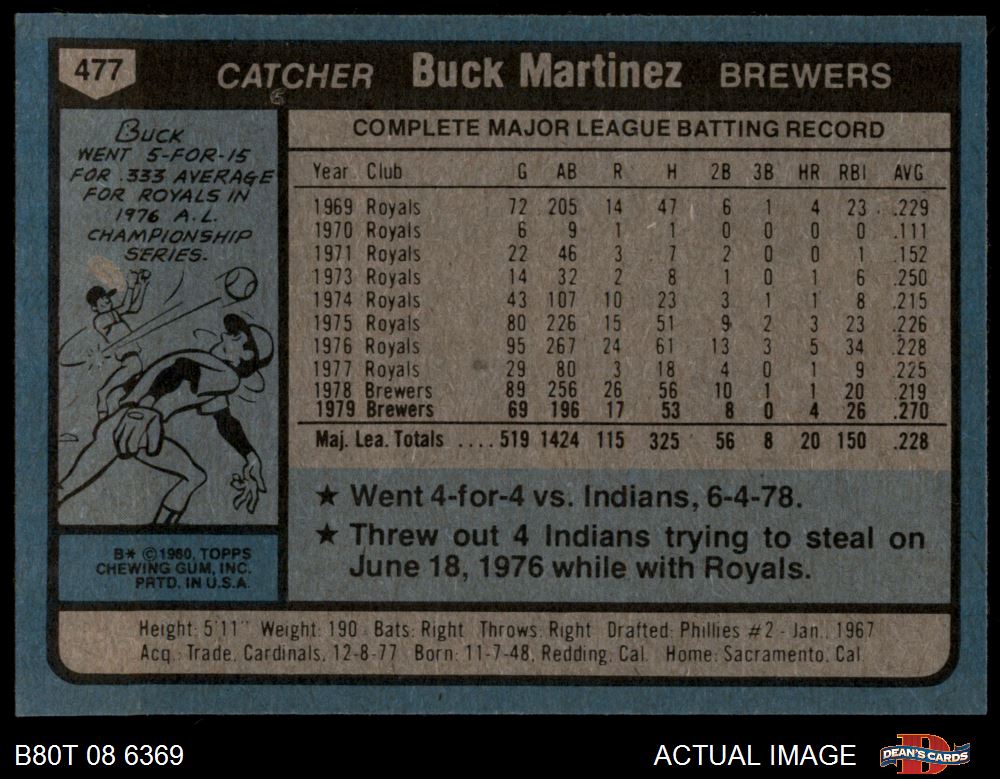 477 CATCHER Buck Martinez BREWERS
BUCK
WENT 5-FOR-15
FOR .333 AVERAGE
FOR ROYALS IN
1976 A.L.
CHAMPIONSHIP
SERIES.
COMPLETE MAJOR LEAGUE BATTING RECORD
Year Club G AB R H 2B 3B HR RBI AVG
1969 Royals 72 205 14 47 6 1 4 23 .229
1970 Royals 6 9 1 1 0 0 0 0 .111
1971 Royals 22 46 3 7 2 0 0 1 .152
1973 Royals 14 32 2 8 1 0 1 6 .250
1974 Royals 43 107 10 23 3 1 1 8 .215
1975 Royals 80 226 15 51 9 2 3 23 .226
1976 Royals 95 267 24 61 13 3 5 34 .228
1977 Royals 29 80 3 18 4 0 1 9 .225
1978 Brewers 89 256 26 56 10 1 1 20 .219
1979 Brewers 69 196 17 53 8 0 4 26 .270
Maj. Lea. Totals .... 519 1424 115 325 56 8 20 150 .228
★ Went 4-for-4 vs. Indians, 6-4-78.
★ Threw out 4 Indians trying to steal on
June 18, 1976 while with Royals.
B* ©1980, TOPPS
CHEWING GUM, INC.
PRTD. IN U.S.A.
Height: 5'11" Weight: 190 Bats: Right Throws: Right Drafted: Phillies #2 - Jan., 1967
Acq.: Trade, Cardinals, 12-8-77 Born: 11-7-48, Redding, Cal. Home: Sacramento, Cal.
B80T 08 6369 ACTUAL IMAGE DEAN'S CARDS